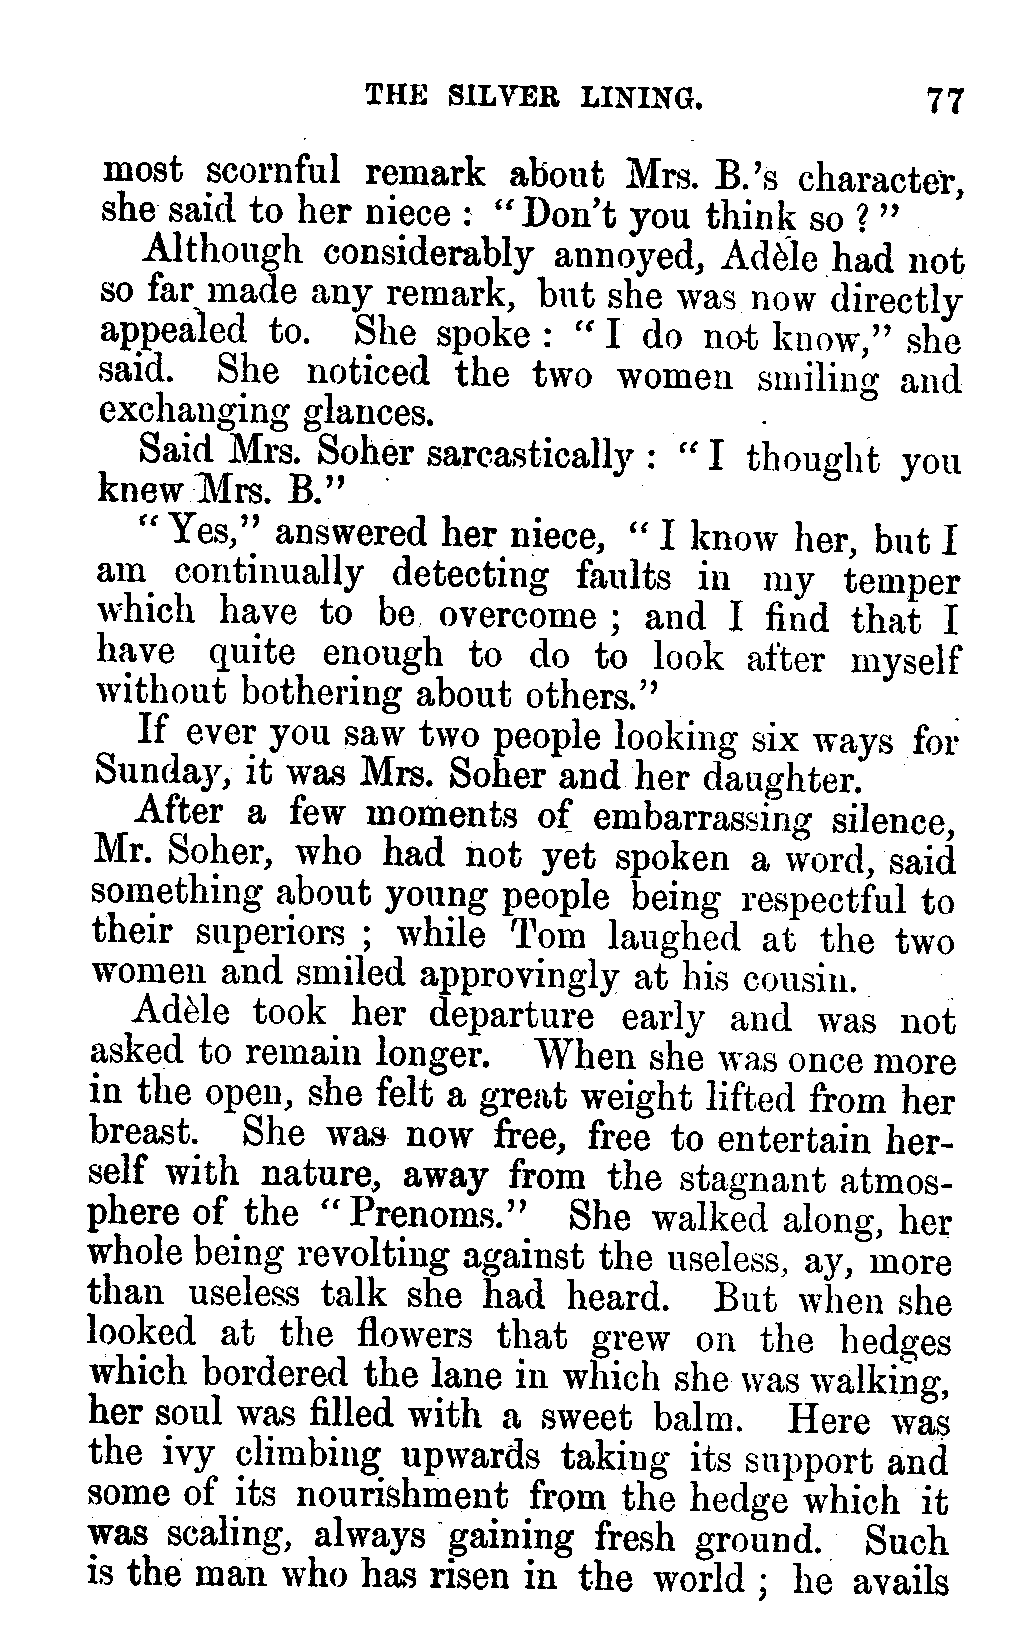 THE SILVER LINING. 77
most scornful remark about Mrs. B.'s character,
she said to her niece : "Don't you think so ? "
Although considerably annoyed, Adèle had not
so far made any remark, but she was now directly
appealed to. She spoke : "I do not know," she
said. She noticed the two women smiling and
exchanging glances.
Said Mrs. Soher sarcastically : "I thought you
knew Mrs. B."
"Yes," answered her niece, "I know her, but I
am continually detecting faults in my temper
which have to be overcome ; and I find that I
have quite enough to do to look after myself
without bothering about others."
If ever you saw two people looking six ways for
Sunday, it was Mrs. Soher and her daughter.
After a few moments of embarrassing silence,
Mr. Soher, who had not yet spoken a word, said
something about young people being respectful to
their superiors ; while Tom laughed at the two
women and smiled approvingly at his cousin.
Adèle took her departure early and was not
asked to remain longer. When she was once more
in the open, she felt a great weight lifted from her
breast. She was now free, free to entertain her-
self with nature, away from the stagnant atmos-
phere of the "Prenoms." She walked along, her
whole being revolting against the useless, ay, more
than useless talk she had heard. But when she
looked at the flowers that grew on the hedges
which bordered the lane in which she was walking,
her soul was filled with a sweet balm. Here was
the ivy climbing upwards taking its support and
some of its nourishment from the hedge which it
was scaling, always gaining fresh ground. Such
is the man who has risen in the world ; he avails